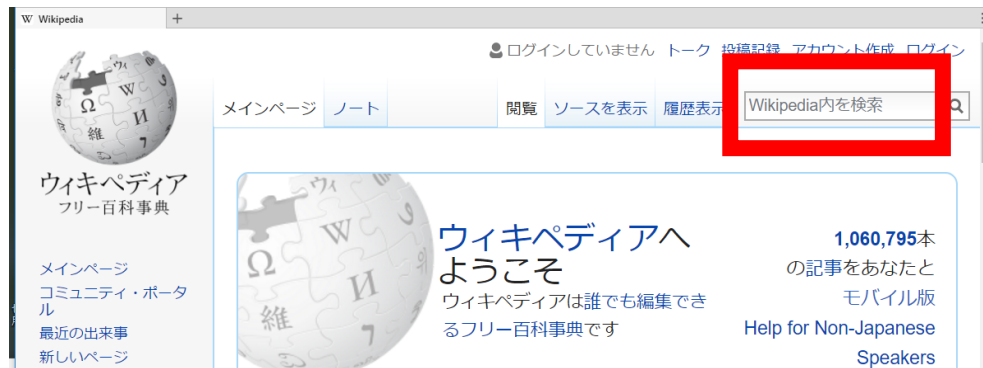 W Wikipedia +
ログインしていません トーク 投稿記録 アカウント作成 ログイン
メインページ ノート 閲覧 ソースを表示 履歴表示 Wikipedia内を検索
Ω W И 維 7
ウィキペディア
フリー百科事典
メインページ
コミュニティ・ポータ
ル
最近の出来事
新しいページ
Ω W И 維 7
ウィキペディアへ
ようこそ
ウィキペディアは誰でも編集でき
るフリー百科事典です
1,060,795本
の記事をあなたと
モバイル版
Help for Non-Japanese
Speakers